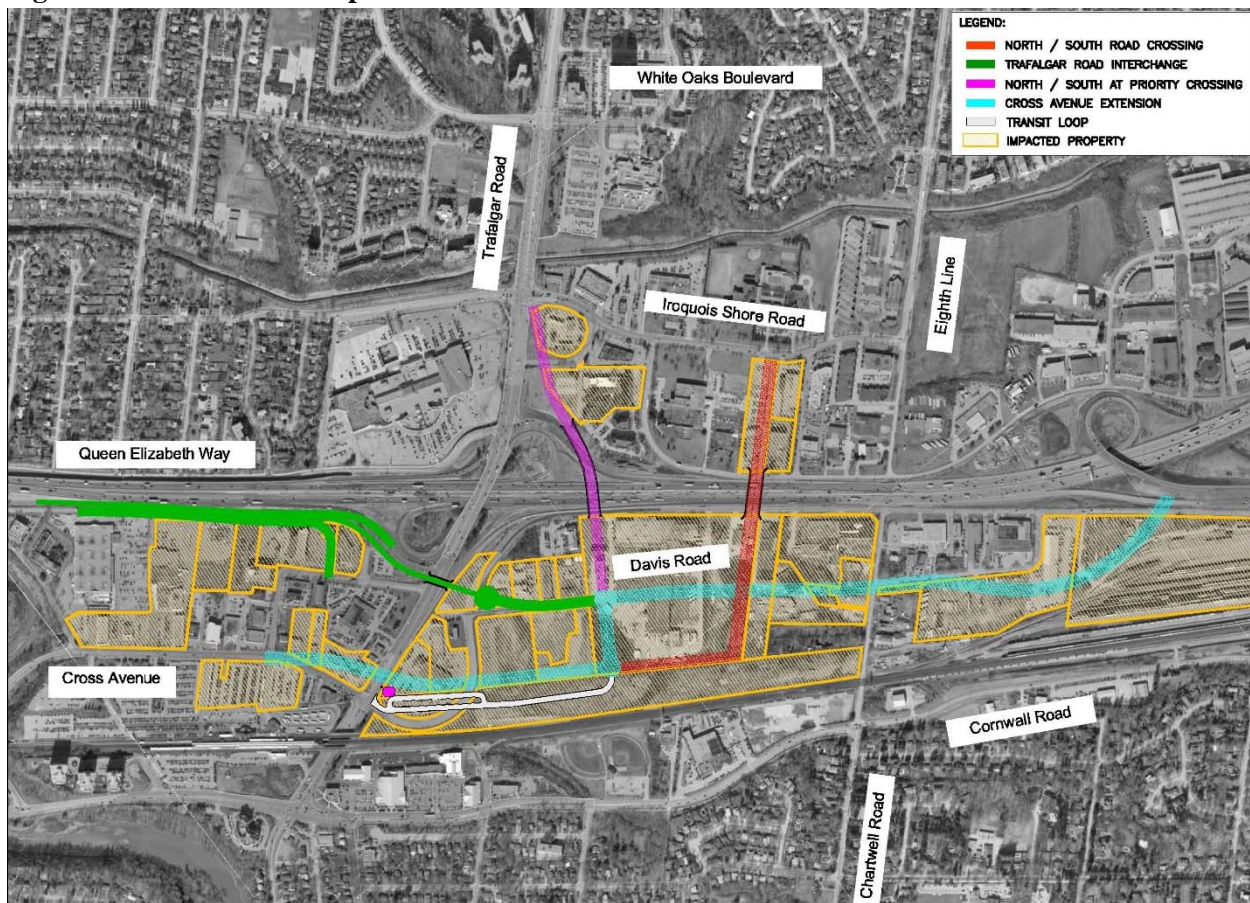 LEGEND:
NORTH / SOUTH ROAD CROSSING
TRAFALGAR ROAD INTERCHANGE
NORTH / SOUTH AT PRIORITY CROSSING
CROSS AVENUE EXTENSION
TRANSIT LOOP
IMPACTED PROPERTY
White Oaks Boulevard
Trafalgar Road
Eighth Line
Iroquois Shore Road
Queen Elizabeth Way
Davis Road
Cross Avenue
Cornwall Road
Chartwell Road